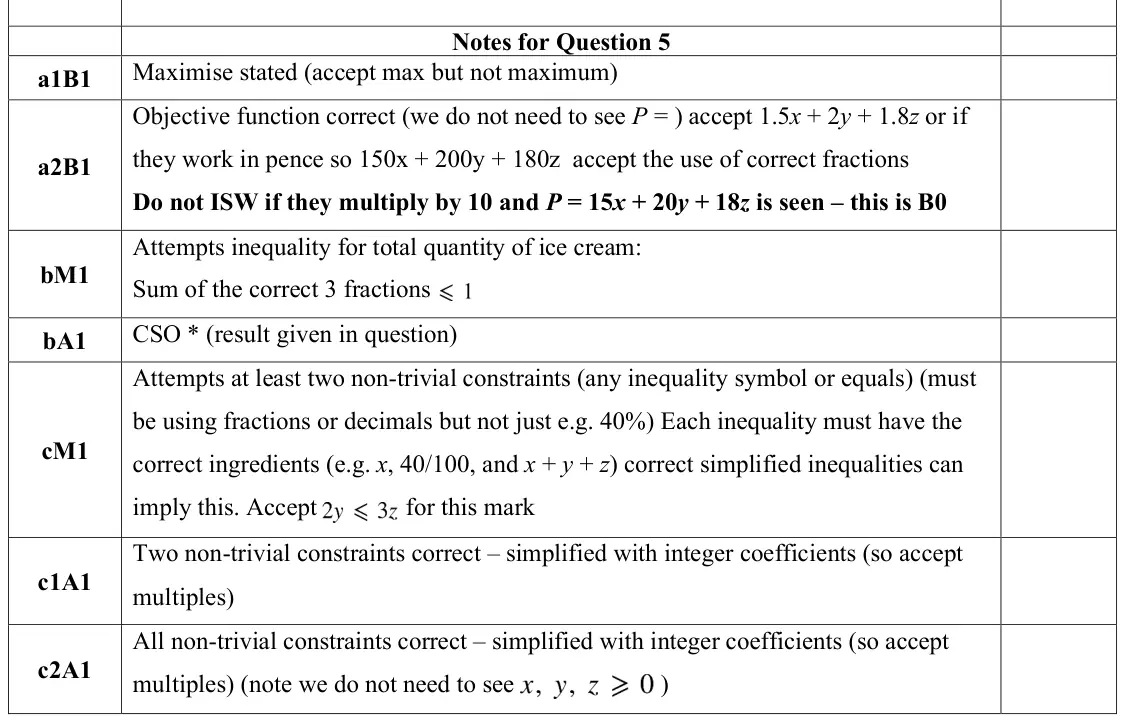 Notes for Question 5
a1B1
Maximise stated (accept max but not maximum)
a2B1
Objective function correct (we do not need to see P = ) accept 1.5x + 2y + 1.8z or if
they work in pence so 150x + 200y + 180z accept the use of correct fractions
Do not ISW if they multiply by 10 and P = 15x + 20y + 18z is seen – this is B0
bM1
Attempts inequality for total quantity of ice cream:
Sum of the correct 3 fractions ⩽ 1
bA1
CSO * (result given in question)
cM1
Attempts at least two non-trivial constraints (any inequality symbol or equals) (must
be using fractions or decimals but not just e.g. 40%) Each inequality must have the
correct ingredients (e.g. x, 40/100, and x + y + z) correct simplified inequalities can
imply this. Accept 2y ⩽ 3z for this mark
c1A1
Two non-trivial constraints correct – simplified with integer coefficients (so accept
multiples)
c2A1
All non-trivial constraints correct – simplified with integer coefficients (so accept
multiples) (note we do not need to see x, y, z ⩾ 0 )